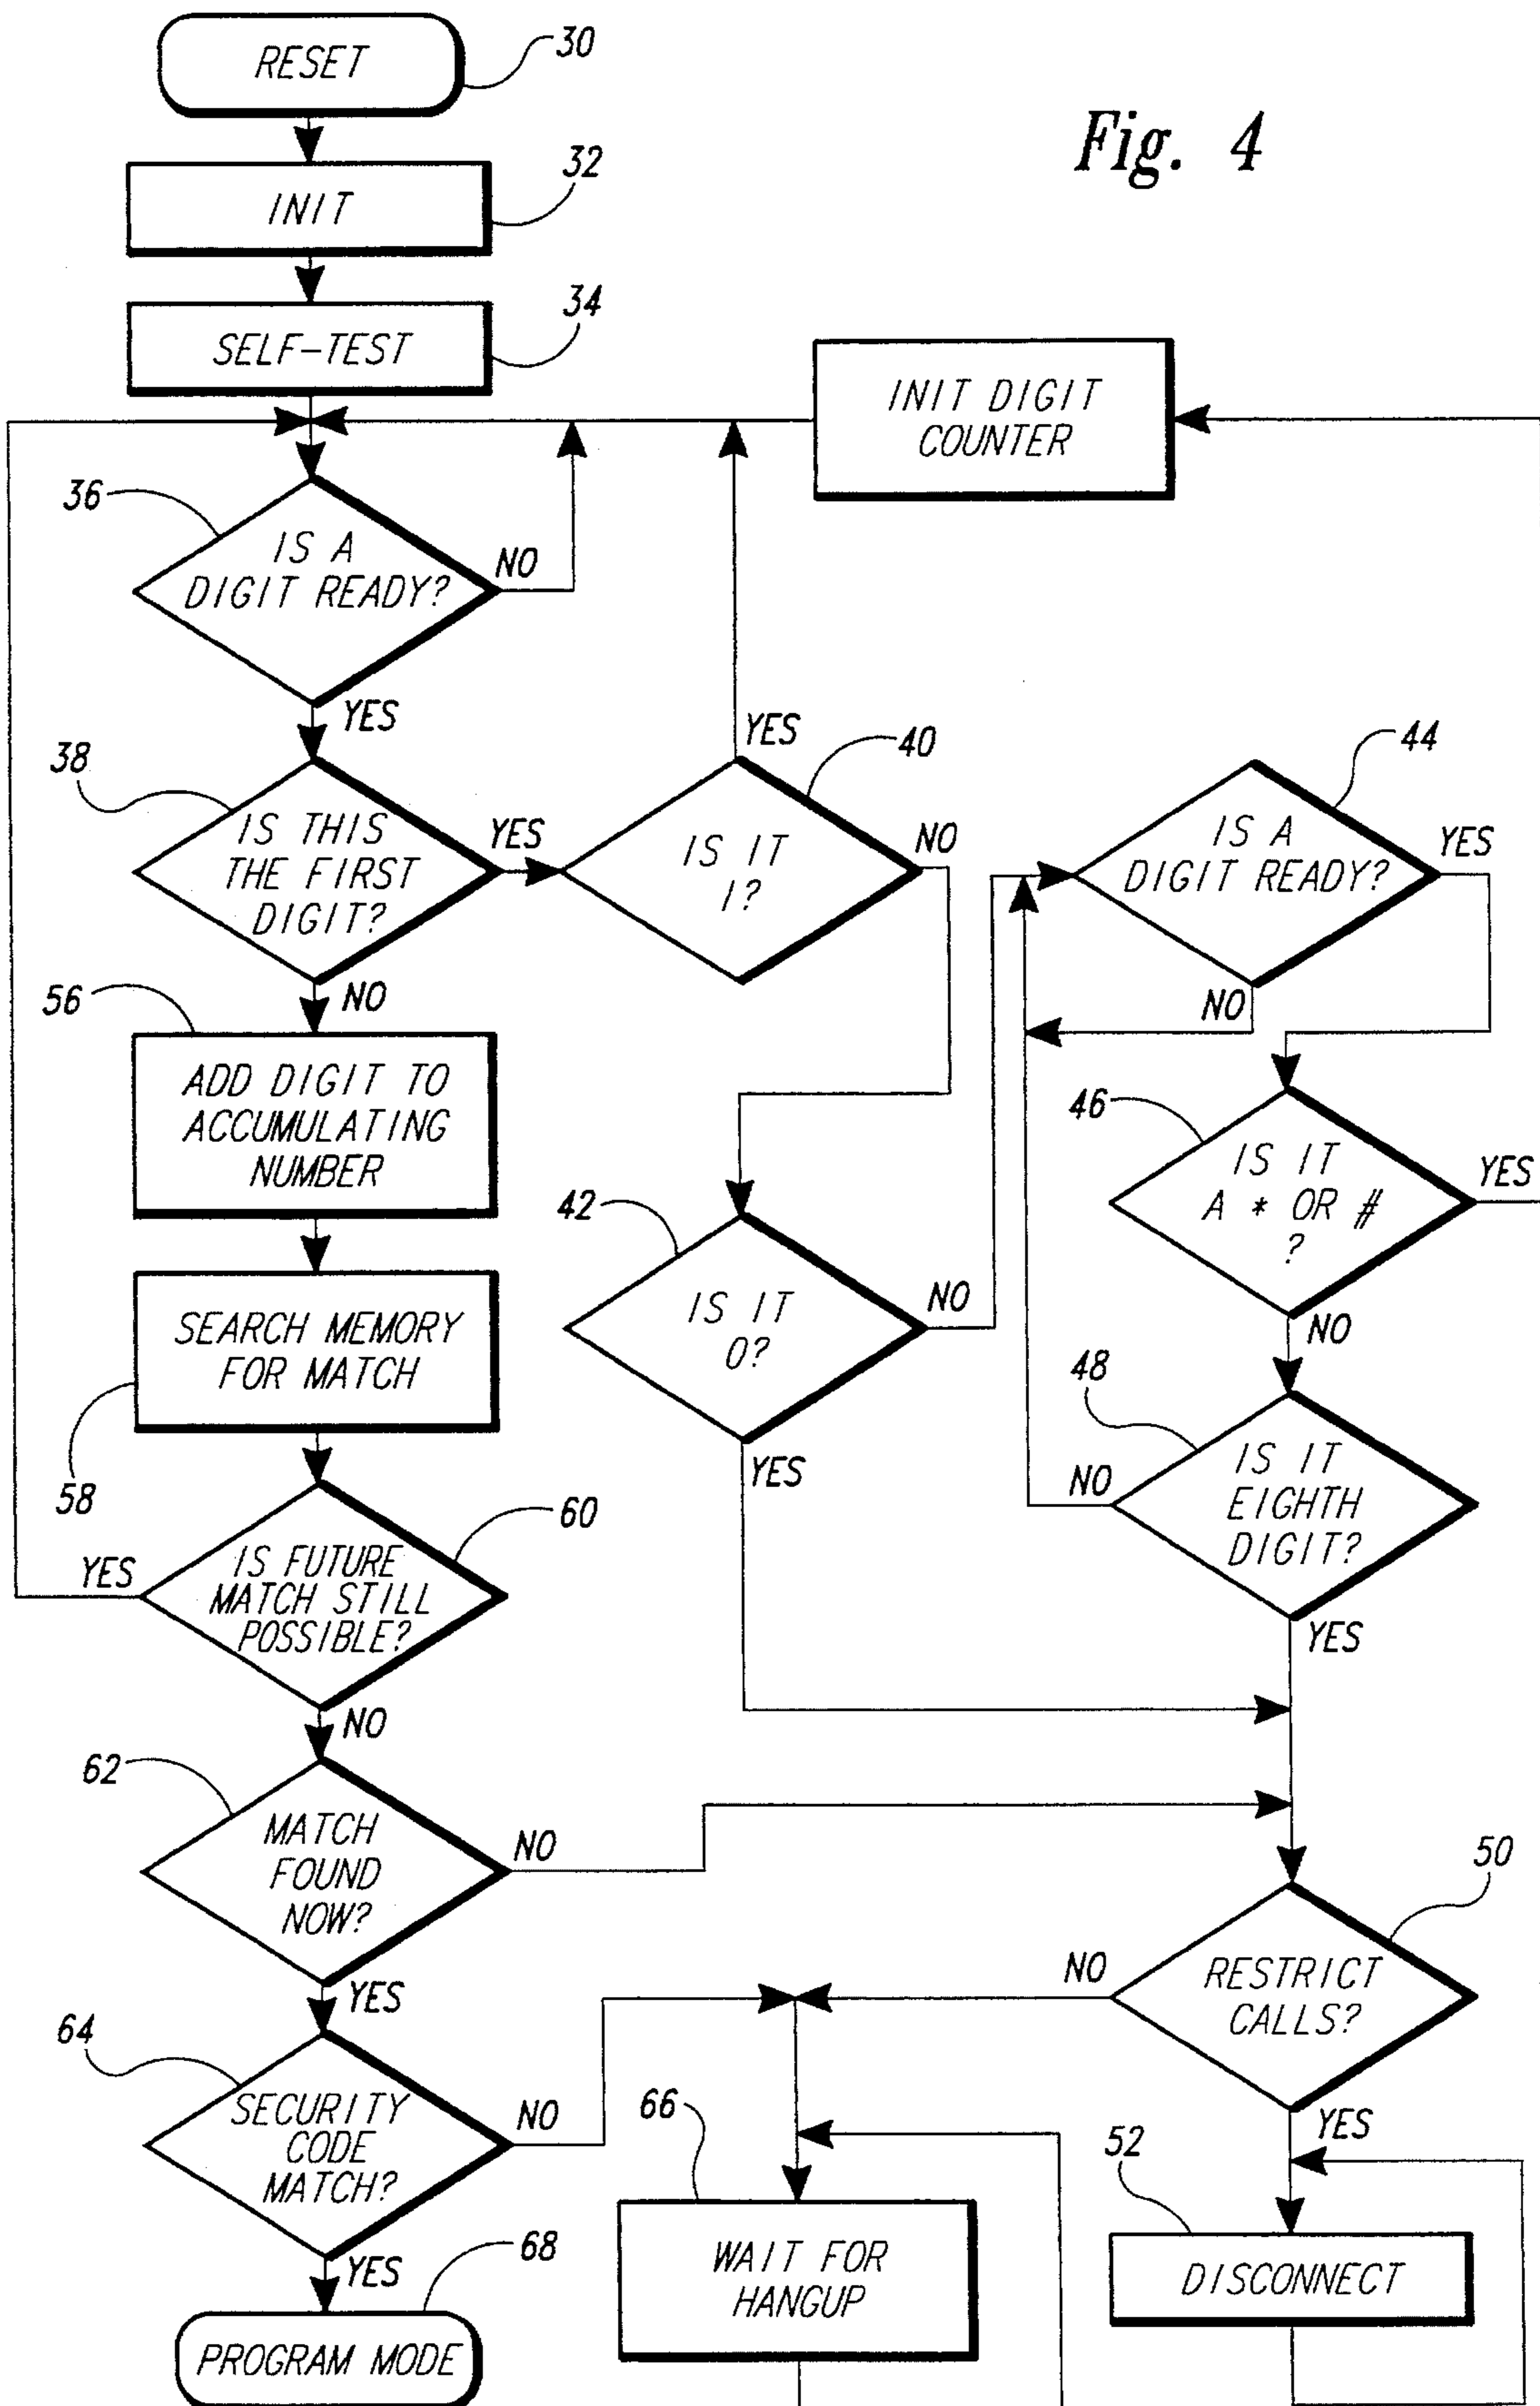 RESET
30
Fig. 4
INIT
32
SELF-TEST
34
INIT DIGIT
COUNTER
36
IS A
DIGIT READY?
NO
YES
38
IS THIS
THE FIRST
DIGIT?
YES
NO
YES
40
IS IT
1?
NO
44
IS A
DIGIT READY?
YES
NO
56
ADD DIGIT TO
ACCUMULATING
NUMBER
46
IS IT
A * OR #
?
YES
NO
42
IS IT
0?
NO
YES
SEARCH MEMORY
FOR MATCH
58
48
IS IT
EIGHTH
DIGIT?
NO
YES
60
IS FUTURE
MATCH STILL
POSSIBLE?
YES
NO
62
MATCH
FOUND
NOW?
NO
YES
50
RESTRICT
CALLS?
NO
YES
64
SECURITY
CODE
MATCH?
NO
YES
66
WAIT FOR
HANGUP
52
DISCONNECT
68
PROGRAM MODE